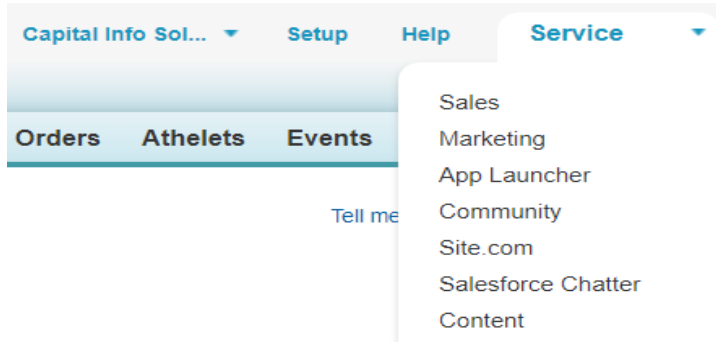 Capital Info Sol... Setup Help Service
Sales
Orders Athelets Events Marketing
App Launcher
Tell me Community
Site.com
Salesforce Chatter
Content